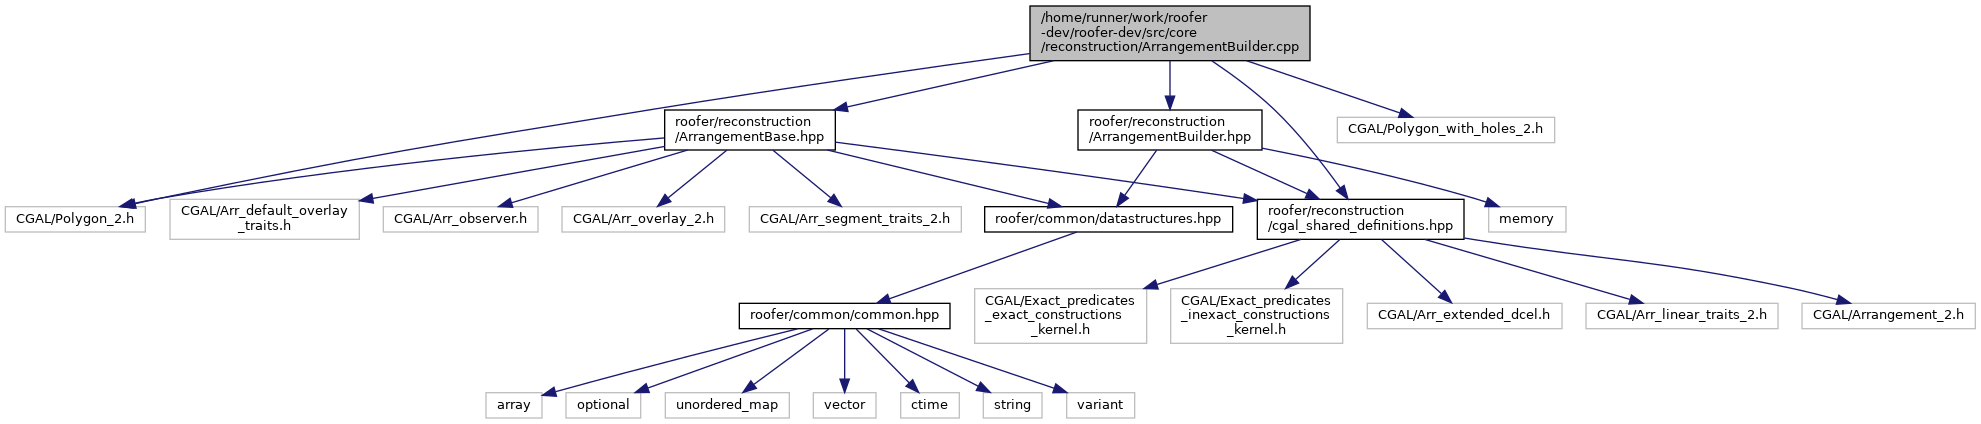 /home/runner/work/roofer
-dev/roofer-dev/src/core
/reconstruction/ArrangementBuilder.cpp
roofer/reconstruction
/ArrangementBase.hpp
roofer/reconstruction
/ArrangementBuilder.hpp
CGAL/Polygon_with_holes_2.h
CGAL/Polygon_2.h
CGAL/Arr_default_overlay
_traits.h
CGAL/Arr_observer.h
CGAL/Arr_overlay_2.h
CGAL/Arr_segment_traits_2.h
roofer/common/datastructures.hpp
roofer/reconstruction
/cgal_shared_definitions.hpp
memory
roofer/common/common.hpp
CGAL/Exact_predicates
_exact_constructions
_kernel.h
CGAL/Exact_predicates
_inexact_constructions
_kernel.h
CGAL/Arr_extended_dcel.h
CGAL/Arr_linear_traits_2.h
CGAL/Arrangement_2.h
array
optional
unordered_map
vector
ctime
string
variant